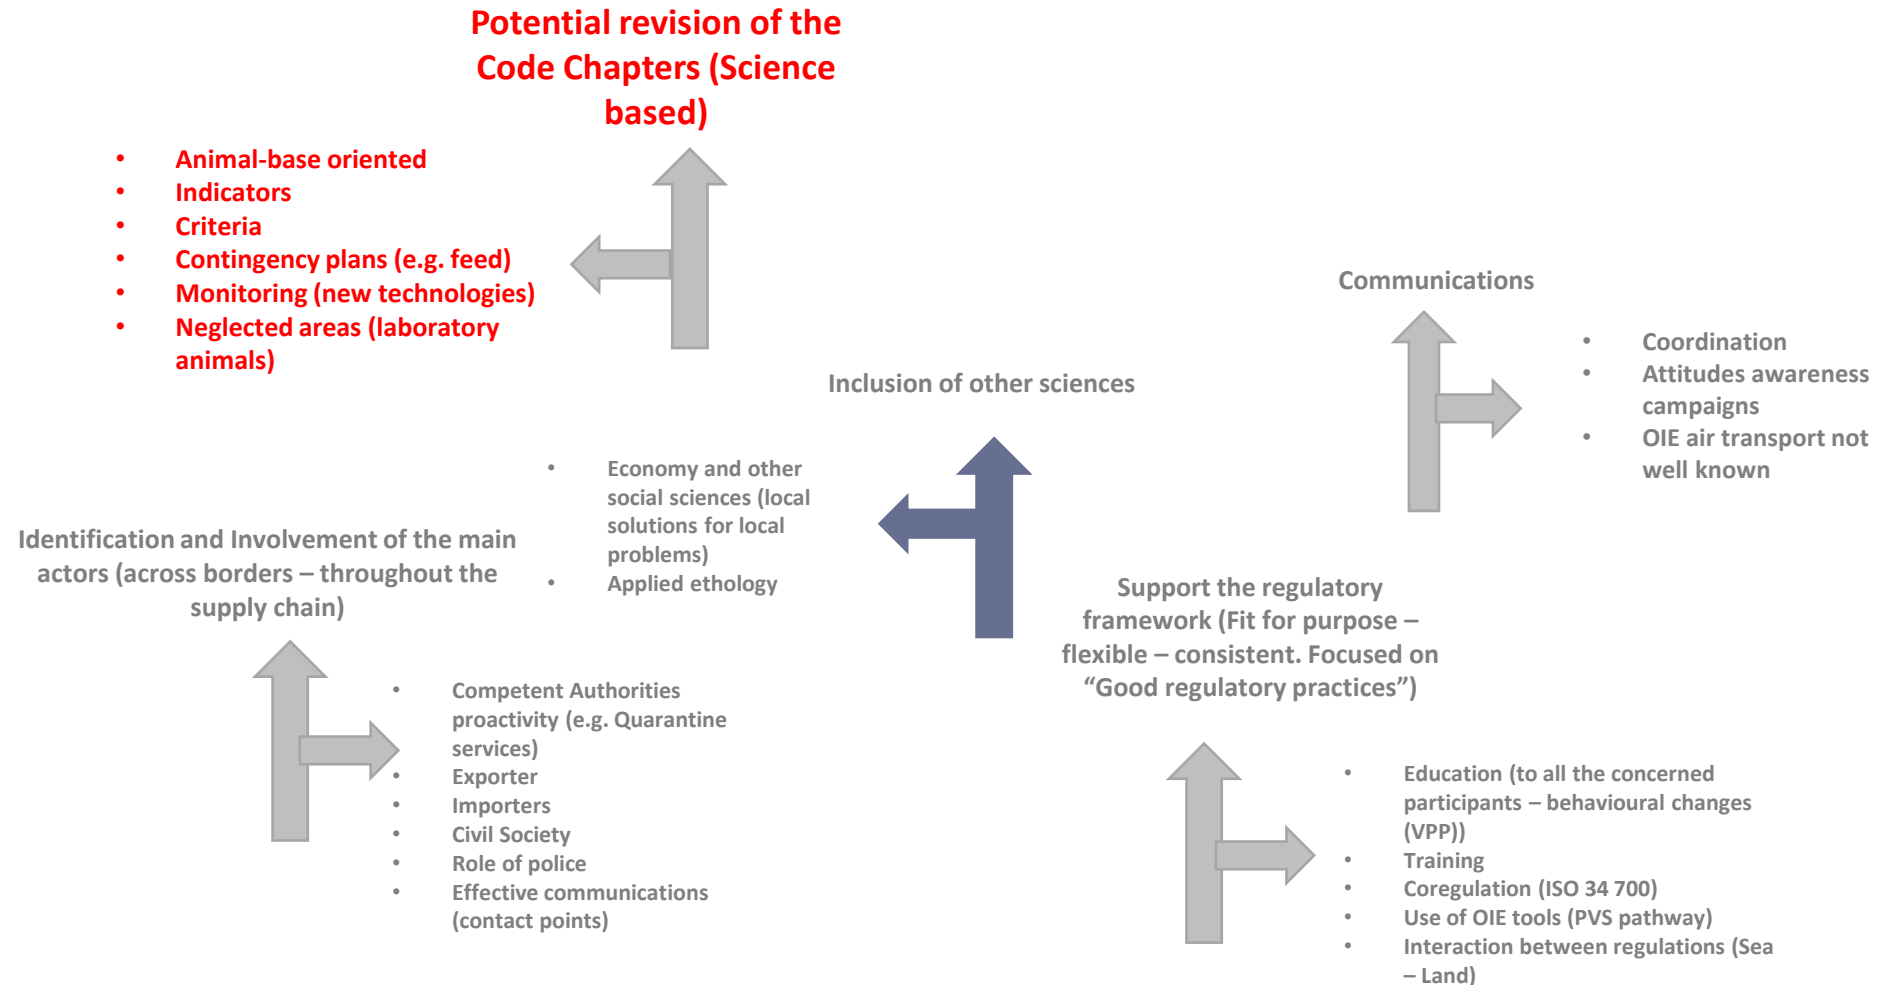 Potential revision of the
Code Chapters (Science
based)
• Animal-base oriented
• Indicators
• Criteria
• Contingency plans (e.g. feed)
• Monitoring (new technologies)
• Neglected areas (laboratory
animals)
Communications
• Coordination
• Attitudes awareness
campaigns
• OIE air transport not
well known
Inclusion of other sciences
• Economy and other
social sciences (local
solutions for local
problems)
• Applied ethology
Identification and Involvement of the main
actors (across borders – throughout the
supply chain)
• Competent Authorities
proactivity (e.g. Quarantine
services)
• Exporter
• Importers
• Civil Society
• Role of police
• Effective communications
(contact points)
Support the regulatory
framework (Fit for purpose –
flexible – consistent. Focused on
“Good regulatory practices”)
• Education (to all the concerned
participants – behavioural changes
(VPP))
• Training
• Coregulation (ISO 34 700)
• Use of OIE tools (PVS pathway)
• Interaction between regulations (Sea
– Land)